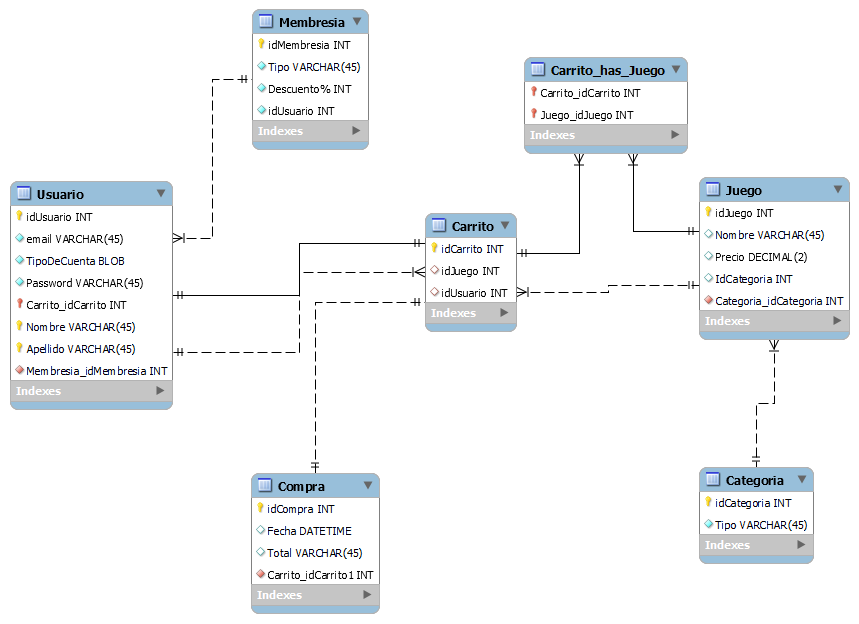 Membresia
idMembresia INT
Tipo VARCHAR(45)
Descuento% INT
idUsuario INT
Indexes
Carrito_has_Juego
Carrito_idCarrito INT
Juego_idJuego INT
Indexes
Usuario
idUsuario INT
email VARCHAR(45)
TipoDeCuenta BLOB
Password VARCHAR(45)
Carrito_idCarrito INT
Nombre VARCHAR(45)
Apellido VARCHAR(45)
Membresia_idMembresia INT
Indexes
Carrito
idCarrito INT
idJuego INT
idUsuario INT
Indexes
Juego
idJuego INT
Nombre VARCHAR(45)
Precio DECIMAL(2)
IdCategoria INT
Categoria_idCategoria INT
Indexes
Compra
idCompra INT
Fecha DATETIME
Total VARCHAR(45)
Carrito_idCarrito1 INT
Indexes
Categoria
idCategoria INT
Tipo VARCHAR(45)
Indexes